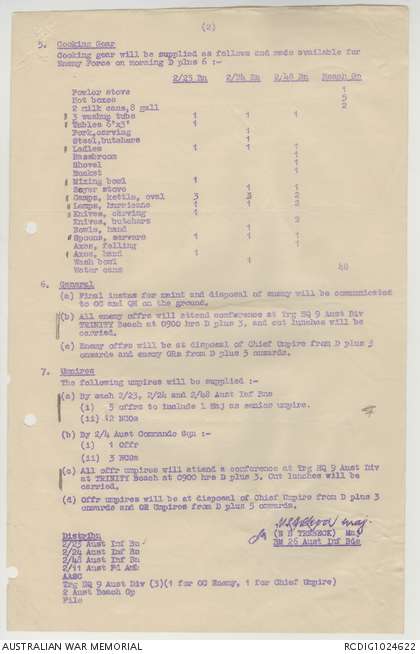 (2)
5. Cooking Gear
Cooking gear will be supplied as follows and made available for
Enemy Force on morning D plus 6 :-
2/23 Bn 2/24 Bn 2/48 Bn Beach Gp
Fowler stove 1
Hot boxes 5
2 milk cans, 8 gall 2
3 washup tubs 1 1 1
Tables 6'x3' 1
Fork, carving 1
Steel, butchers 1
Ladles 1 1 1
Bassbroom 1
Shovel 1
Bucket 1
Mixing bowl 1
Soyer stove 1 1
Camps, kettle, oval 3 3 2
Lamps, hurricane 1 1 2
Knives, carving 1
Knives, butchers 2
Bowls, hand 1
Spoons, servers 1 1 1
Axes, felling 1
Axes, hand 1
Wash bowl 1
Water cans 40
6. General
(a) Final instns for maint and disposal of enemy will be communicated
to OC and QM on the ground.
(b) All enemy offrs will attend conference at Trg HQ 9 Aust Div
TRINITY Beach at 0900 hrs D plus 3, and cut lunches will be
carried.
(c) Enemy offrs will be at disposal of Chief Umpire from D plus 3
onwards and enemy ORs from D plus 5 onwards.
7. Umpires
The following umpires will be supplied :-
(a) By each 2/23, 2/24 and 2/48 Aust Inf Bns
(i) 5 offrs to include 1 Maj as senior umpire.
(ii) 12 NCOs
(b) By 2/4 Aust Commando Sqn :-
(i) 1 Offr
(ii) 3 NCOs
(c) All offr umpires will attend a conference at Trg HQ 9 Aust Div
at TRINITY Beach at 0900 hrs D plus 3. Cut lunches will be
carried.
(d) Offr umpires will be at disposal of Chief Umpire from D plus 3
onwards and OR Umpires from D plus 5 onwards.
Maj.
Maj
BM 26 Aust Inf Bde
Distribn
2/23 Aust Inf Bn
2/24 Aust Inf Bn
2/48 Aust Inf Bn
2/11 Aust Fd Amb
AASC
Trg HQ 9 Aust Div (3)(1 for OC Enemy, 1 for Chief Umpire)
2 Aust Beach Gp
File
AUSTRALIAN WAR MEMORIAL
RCDIG1024622